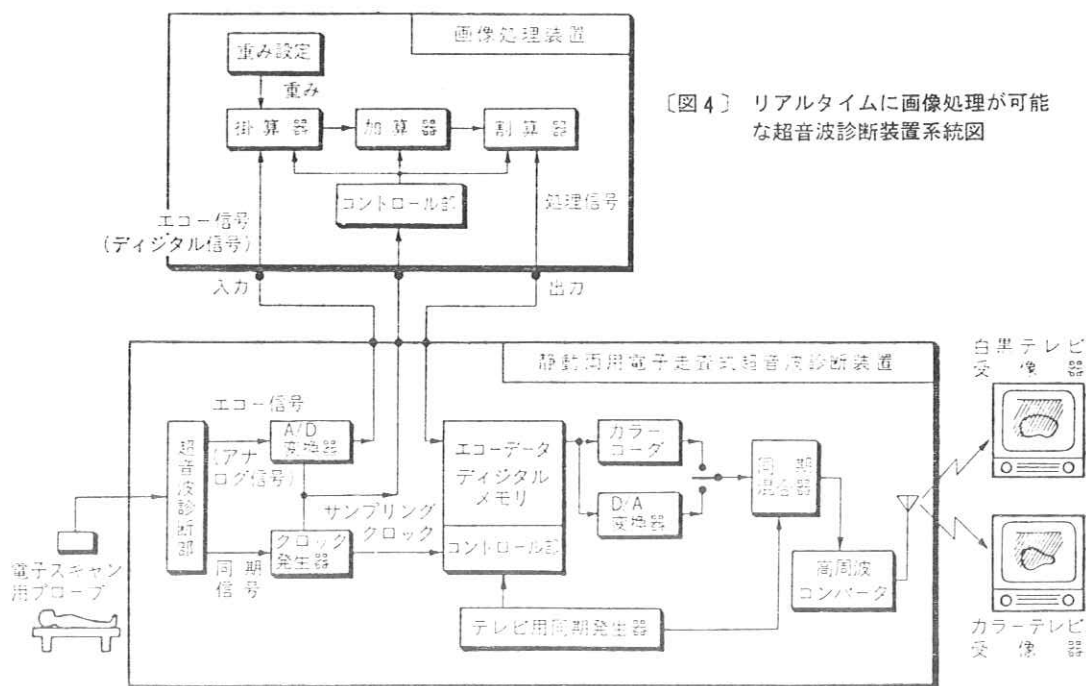 画像処理装置
重み設定
重み
掛算器
加算器
割算器
コントロール部
エコー信号
(ディジタル信号)
処理信号
入力
出力
〔図4〕 リアルタイムに画像処理が可能
な超音波診断装置系統図
静動両用電子走査式超音波診断装置
エコー信号
(アナ
ログ信号)
A/D
変換器
超音波診断部
サンプリング
クロック
同期
信号
クロック
発生器
エコーデータ
ディジタル
メモリ
コントロール部
カラー
コーダ
D/A
変換器
同期
混合器
高周波
コンバータ
テレビ用同期発生器
電子スキャン
用プローブ
白黒テレビ
受像器
カラーテレビ
受像器